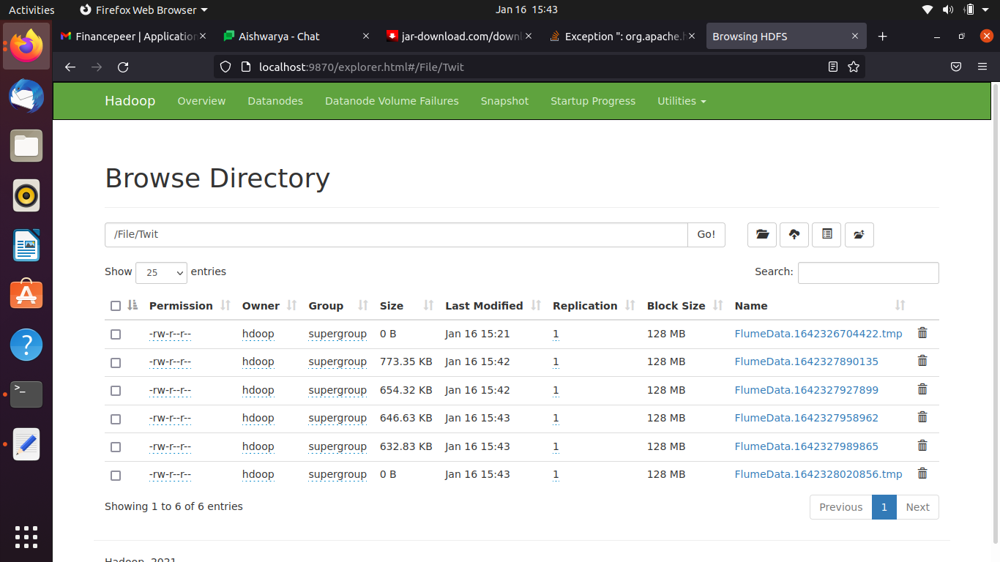 Activities Firefox Web Browser Jan 16 15:43
Financepeer | Application Aishwarya - Chat jar-download.com/downl Exception ": org.apache.h Browsing HDFS
localhost:9870/explorer.html#/File/Twit
Hadoop Overview Datanodes Datanode Volume Failures Snapshot Startup Progress Utilities
Browse Directory
/File/Twit Go!
Show 25 entries Search:
Permission Owner Group Size Last Modified Replication Block Size Name
-rw-r--r-- hdoop supergroup 0 B Jan 16 15:21 1 128 MB FlumeData.1642326704422.tmp
-rw-r--r-- hdoop supergroup 773.35 KB Jan 16 15:42 1 128 MB FlumeData.1642327890135
-rw-r--r-- hdoop supergroup 654.32 KB Jan 16 15:42 1 128 MB FlumeData.1642327927899
-rw-r--r-- hdoop supergroup 646.63 KB Jan 16 15:43 1 128 MB FlumeData.1642327958962
-rw-r--r-- hdoop supergroup 632.83 KB Jan 16 15:43 1 128 MB FlumeData.1642327989865
-rw-r--r-- hdoop supergroup 0 B Jan 16 15:43 1 128 MB FlumeData.1642328020856.tmp
Showing 1 to 6 of 6 entries Previous 1 Next
Hadoop, 2021.